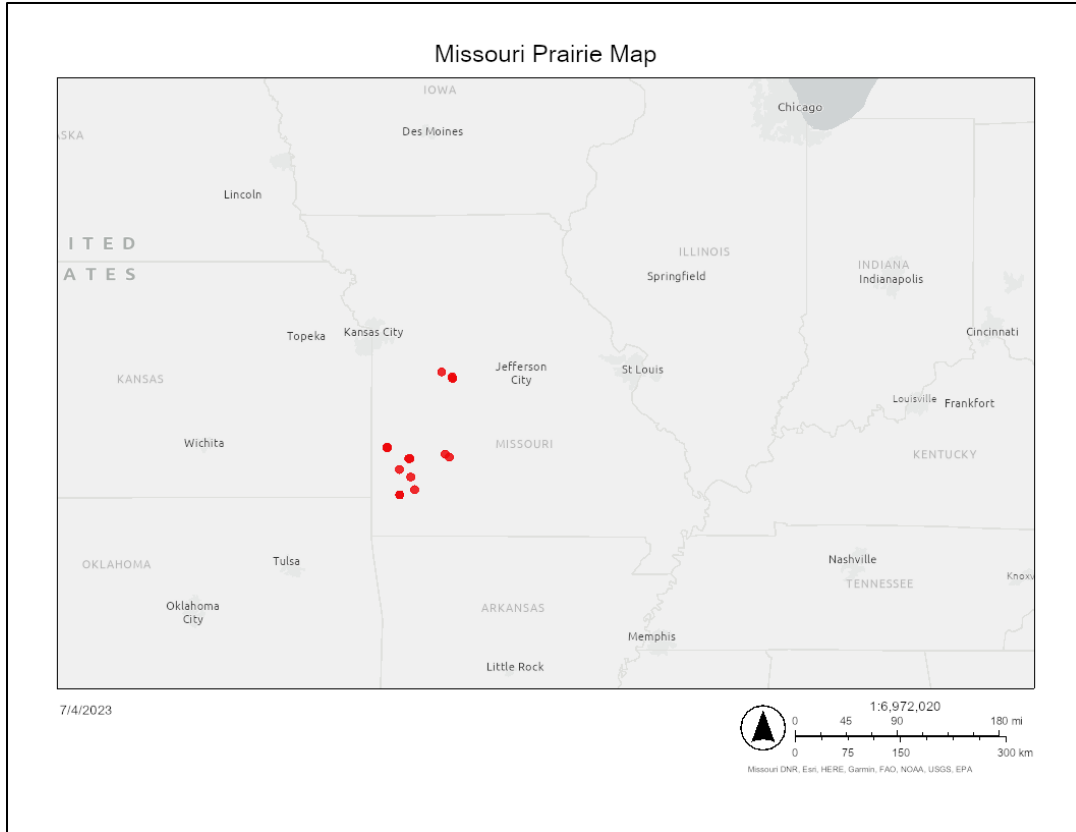 Missouri Prairie Map
IOWA
Chicago
Des Moines
ASKA
Lincoln
ITED
ATES
ILLINOIS
Springfield
INDIANA
Indianapolis
Topeka
Kansas City
Cincinnati
Jefferson
City
St Louis
KANSAS
Louisville
Frankfort
Wichita
MISSOURI
KENTUCKY
OKLAHOMA
Tulsa
Nashville
TENNESSEE
Knoxv
Oklahoma
City
ARKANSAS
Memphis
Little Rock
7/4/2023
1:6,972,020
0 45 90 180 mi
0 75 150 300 km
Missouri DNR, Esri, HERE, Garmin, FAO, NOAA, USGS, EPA